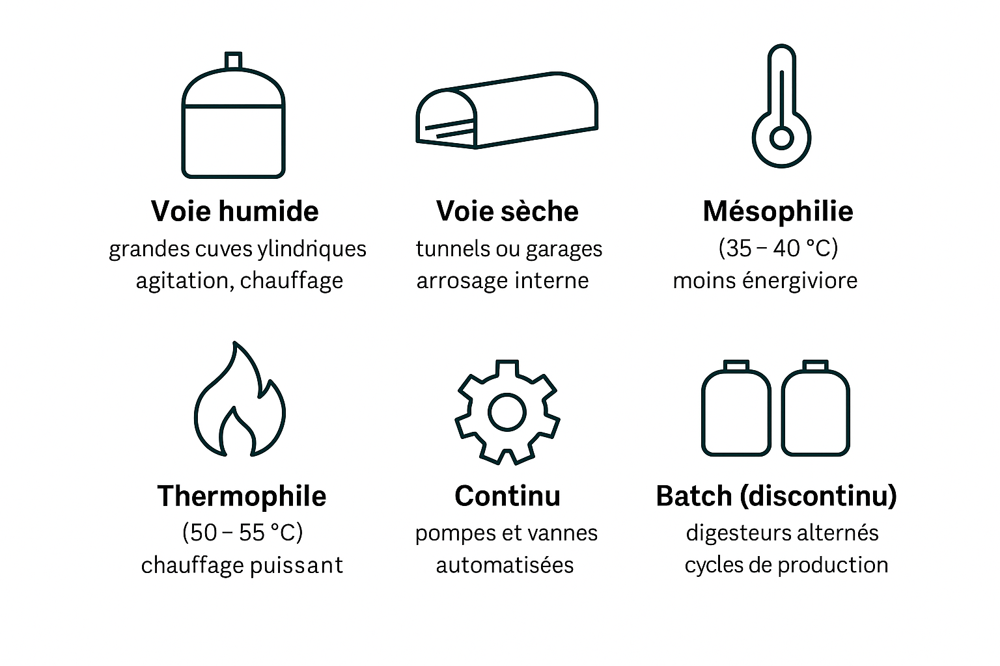 Voie humide
grandes cuves ylindriques
agitation, chauffage
Voie sèche
tunnels ou garages
arrosage interne
Mésophilie
(35 – 40 °C)
moins énergiviore
Thermophile
(50 – 55 °C)
chauffage puissant
Continu
pompes et vannes
automatisées
Batch (discontinu)
digesteurs alternés
cycles de production